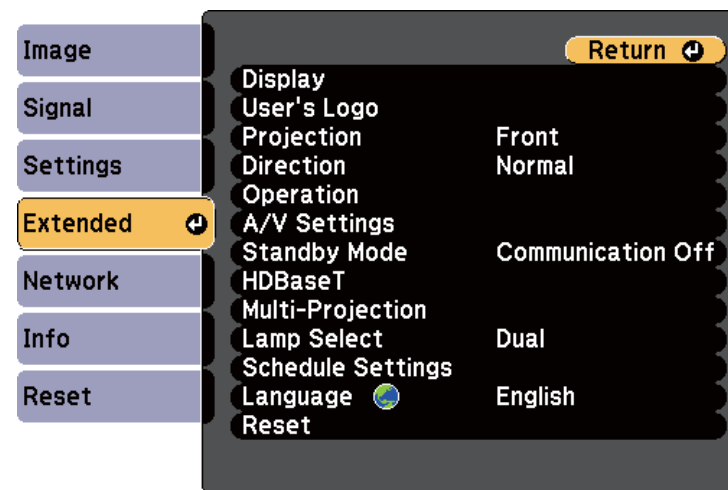 Image
Signal
Settings
Extended
Network
Info
Reset
Return
Display
User's Logo
Projection Front
Direction Normal
Operation
A/V Settings
Standby Mode Communication Off
HDBaseT
Multi-Projection
Lamp Select Dual
Schedule Settings
Language English
Reset